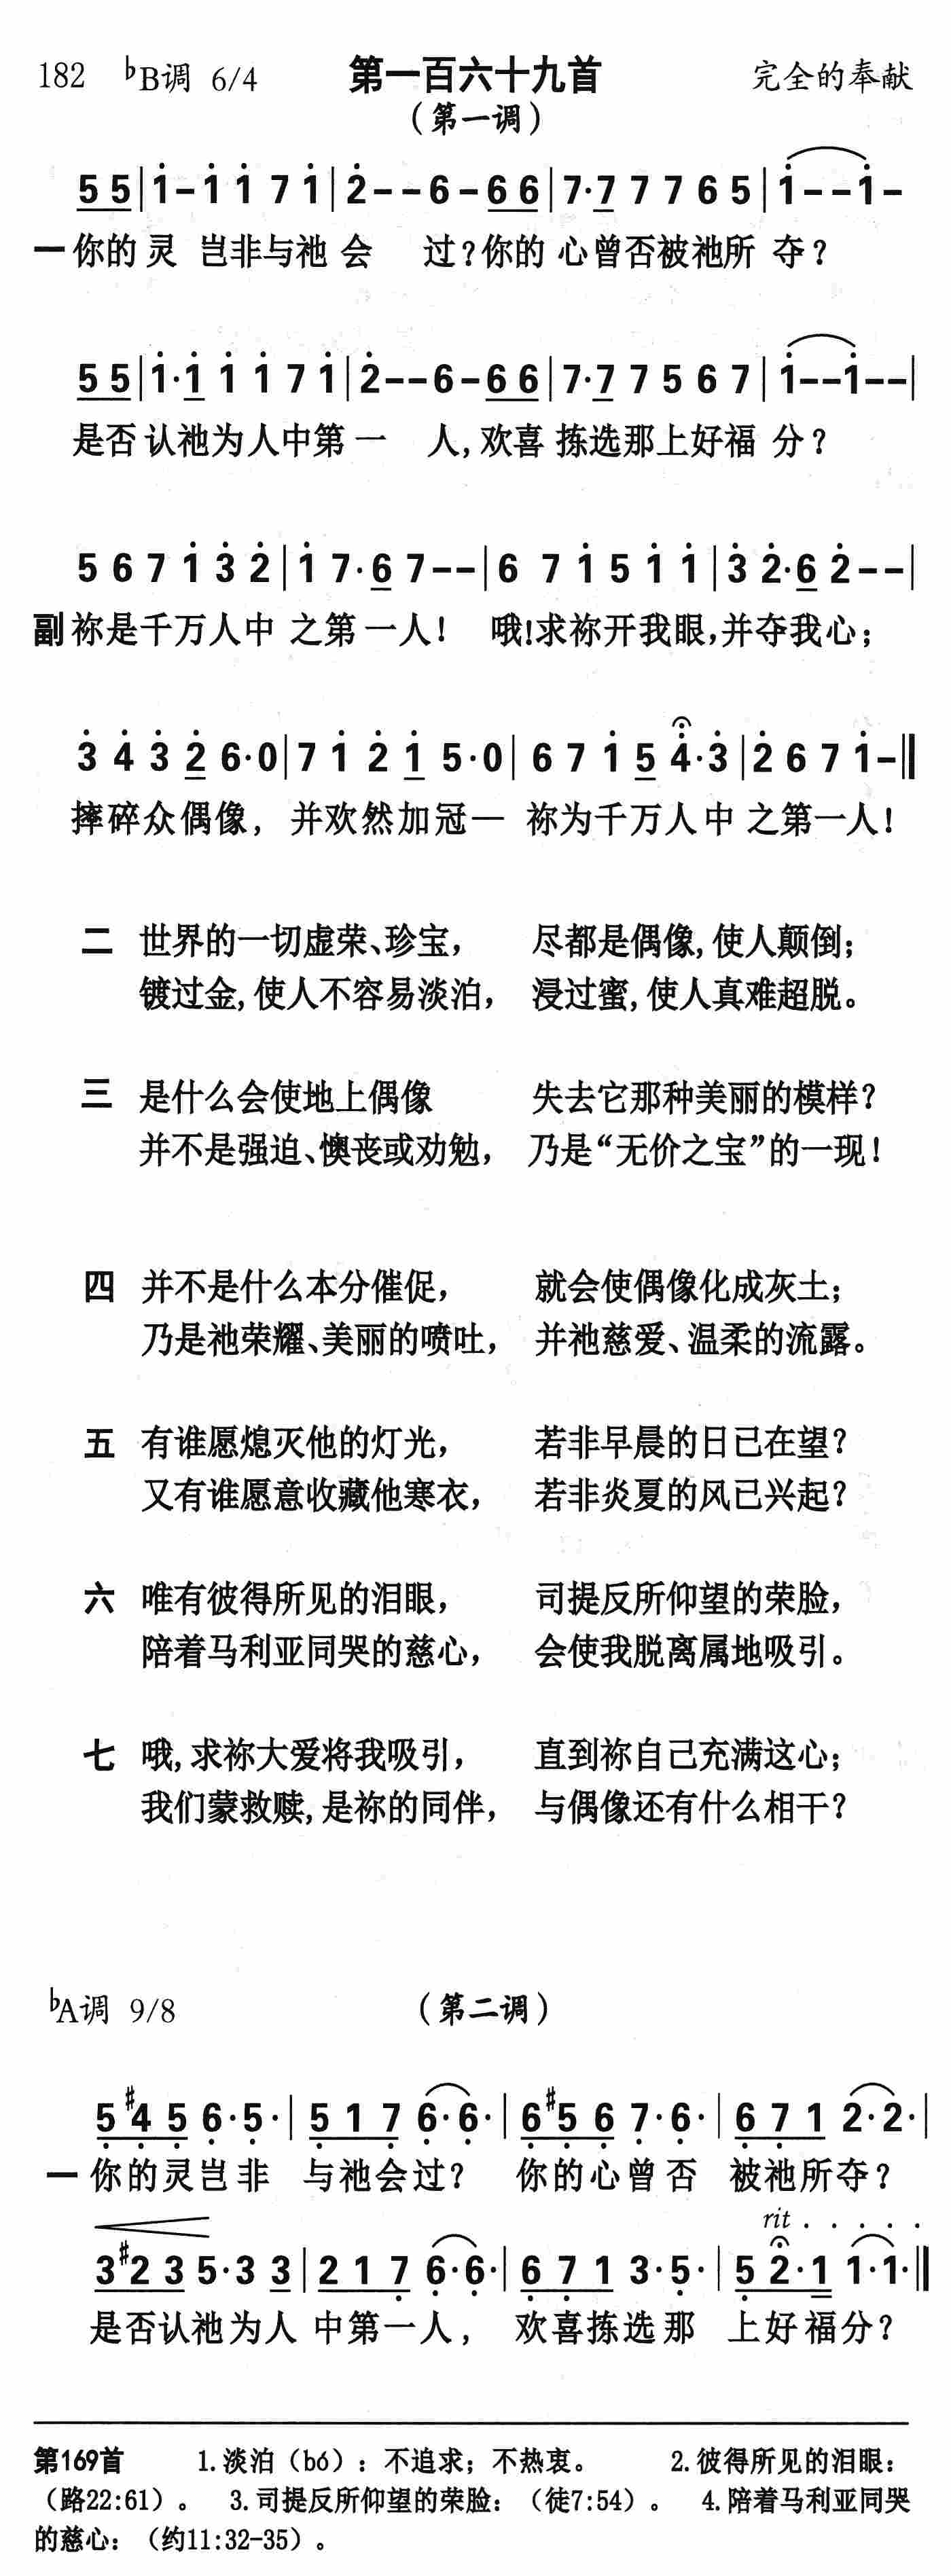 182 ♭B调 6/4 第一百六十九首 完全的奉献
(第一调)
5 5 | 1̇ - 1̇ 1̇ 7 1̇ | 2̇ - - 6 - 6 6 | 7 · 7 7 7 6 5 | 1̇ - - 1̇ -
一 你的灵 岂非与祂会 过?你的心曾否被祂所 夺?
5 5 | 1̇ · 1̇ 1̇ 1̇ 7 1̇ | 2̇ - - 6 - 6 6 | 7 · 7 7 5 6 7 | 1̇ - - 1̇ - - |
是否认祂为人中第一 人,欢喜拣选那上好福 分?
5 6 7 1̇ 3̇ 2̇ | 1̇ 7 · 6 7 - - | 6 7 1̇ 5 1̇ 1̇ | 3̇ 2̇ · 6 2̇ - - |
副 祢是千万人中之第一人! 哦!求祢开我眼,并夺我心;
3̇ 4̇ 3̇ 2̇ 6 · 0 | 7 1̇ 2̇ 1̇ 5 · 0 | 6 7 1̇ 5 4̇ · 3̇ | 2̇ 6 7 1̇ - ‖
摔碎众偶像,并欢然加冠— 祢为千万人中之第一人!
二 世界的一切虚荣、珍宝, 尽都是偶像,使人颠倒;
镀过金,使人不容易淡泊, 浸过蜜,使人真难超脱。
三 是什么会使地上偶像 失去它那种美丽的模样?
并不是强迫、懊丧或劝勉, 乃是“无价之宝”的一现!
四 并不是什么本分催促, 就会使偶像化成灰土;
乃是祂荣耀、美丽的喷吐, 并祂慈爱、温柔的流露。
五 有谁愿熄灭他的灯光, 若非早晨的日已在望?
又有谁愿意收藏他寒衣, 若非炎夏的风已兴起?
六 唯有彼得所见的泪眼, 司提反所仰望的荣脸,
陪着马利亚同哭的慈心, 会使我脱离属地吸引。
七 哦,求祢大爱将我吸引, 直到祢自己充满这心;
我们蒙救赎,是祢的同伴, 与偶像还有什么相干?
♭A调 9/8 (第二调)
5̣ #4̣ 5̣ 6̣ · 5̣ · | 5̣ 1 7̣ 6̣ · 6̣ · | 6̣ #5̣ 6̣ 7̣ · 6̣ · | 6̣ 7̣ 1 2 · 2 · |
一 你的灵岂非 与祂会过? 你的心曾否 被祂所夺?
rit . . . . .
3 #2 3 5 · 3 3 | 2 1 7̣ 6̣ · 6̣ · | 6̣ 7̣ 1 3 · 5̣ · | 5̣ 2 · 1 1 · 1 · ‖
是否认祂为人 中第一人, 欢喜拣选那 上好福分?
第169首 1.淡泊(bó):不追求;不热衷。 2.彼得所见的泪眼:
(路22:61)。 3.司提反所仰望的荣脸:(徒7:54)。 4.陪着马利亚同哭
的慈心:(约11:32-35)。